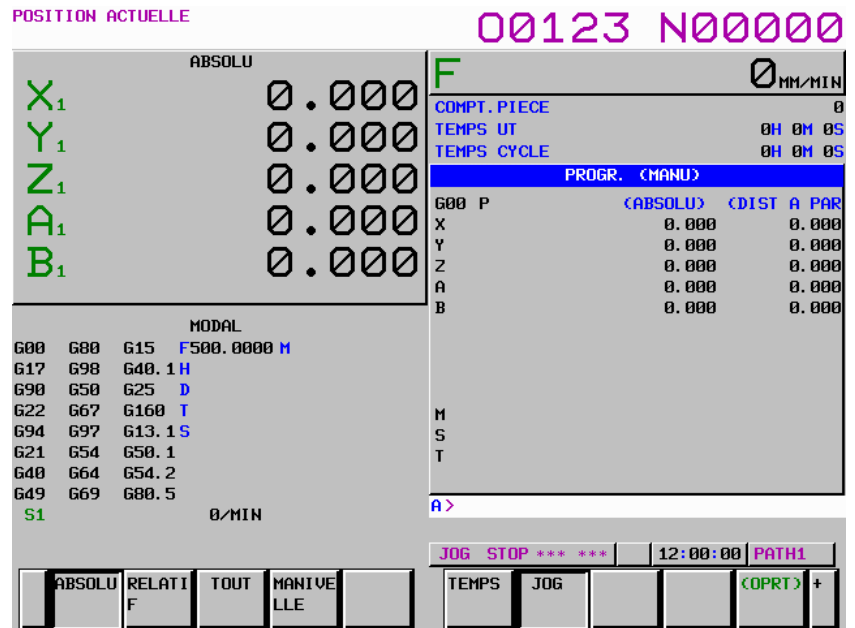 POSITION ACTUELLE
O0123 N00000
ABSOLU
X1 0.000
Y1 0.000
Z1 0.000
A1 0.000
B1 0.000
F 0 MM/MIN
COMPT.PIECE 0
TEMPS UT 0H 0M 0S
TEMPS CYCLE 0H 0M 0S
PROGR. (MANU)
G00 P (ABSOLU) (DIST A PAR
X 0.000 0.000
Y 0.000 0.000
Z 0.000 0.000
A 0.000 0.000
B 0.000 0.000
M
S
T
MODAL
G00 G80 G15 F500.0000 M
G17 G98 G40.1 H
G90 G50 G25 D
G22 G67 G160 T
G94 G97 G13.1 S
G21 G54 G50.1
G40 G64 G54.2
G49 G69 G80.5
S1 0/MIN
A>
JOG STOP *** *** 12:00:00 PATH1
ABSOLU RELATI TOUT MANIVE TEMPS JOG (OPRT) +
F LLE